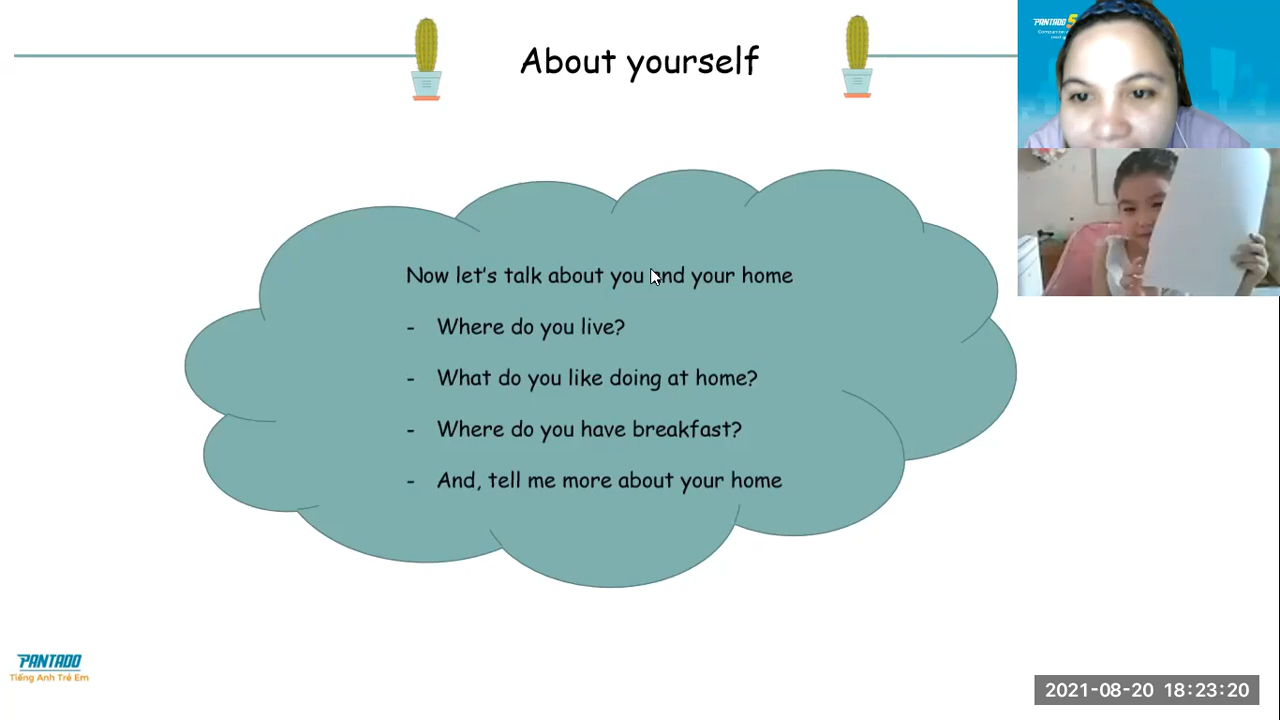 About yourself
PANTADO
Now let's talk about you and your home
- Where do you live?
- What do you like doing at home?
- Where do you have breakfast?
- And, tell me more about your home
PANTADO
Tiếng Anh Trẻ Em
2021-08-20 18:23:20